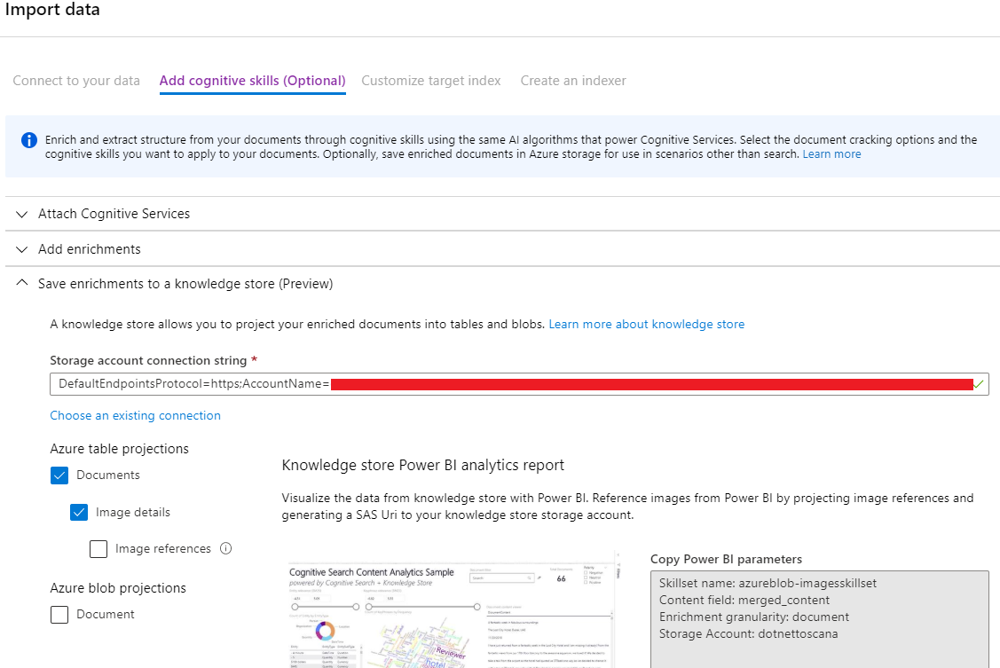 Import data
Connect to your data
Add cognitive skills (Optional)
Customize target index
Create an indexer
Enrich and extract structure from your documents through cognitive skills using the same AI algorithms that power Cognitive Services. Select the document cracking options and the
cognitive skills you want to apply to your documents. Optionally, save enriched documents in Azure storage for use in scenarios other than search. Learn more
Attach Cognitive Services
Add enrichments
Save enrichments to a knowledge store (Preview)
A knowledge store allows you to project your enriched documents into tables and blobs. Learn more about knowledge store
Storage account connection string *
DefaultEndpointsProtocol=https;AccountName=
Choose an existing connection
Azure table projections
Documents
Image details
Image references
Azure blob projections
Document
Knowledge store Power BI analytics report
Visualize the data from knowledge store with Power BI. Reference images from Power BI by projecting image references and
generating a SAS Uri to your knowledge store storage account.
Cognitive Search Content Analytics Sample
powered by Cognitive Search + Knowledge Store
Search
66
Reviewer
hotel
Copy Power BI parameters
Skillset name: azureblob-imagesskillset
Content field: merged_content
Enrichment granularity: document
Storage Account: dotnettoscana